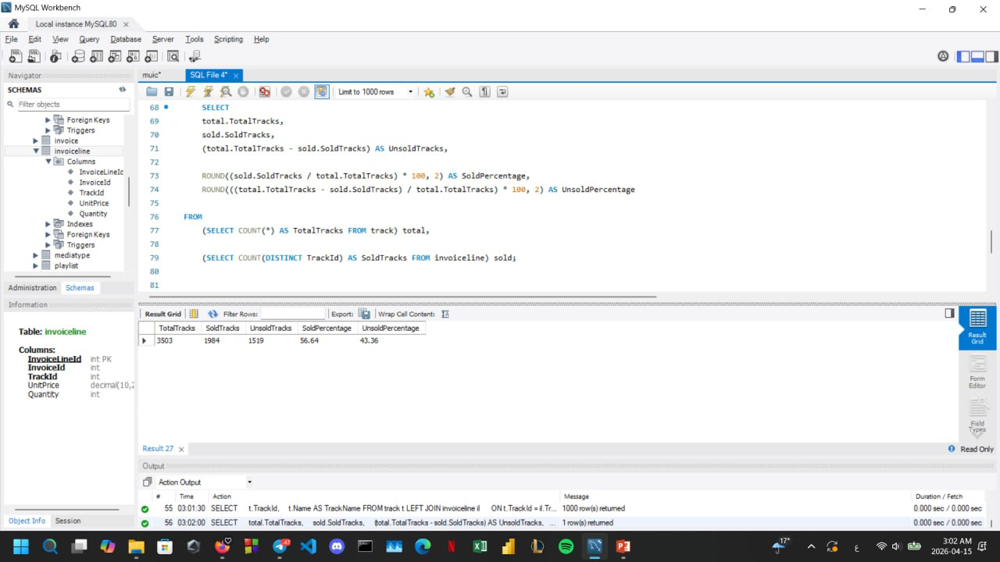 MySQL Workbench
Local instance MySQL80
File Edit View Query Database Server Tools Scripting Help
Navigator
SCHEMAS
Filter objects
Foreign Keys
Triggers
invoice
invoiceline
Columns
InvoiceLineId
InvoiceId
TrackId
UnitPrice
Quantity
Indexes
Foreign Keys
Triggers
mediatype
playlist
Administration Schemas
Information
Table: invoiceline
Columns:
InvoiceLineId int PK
InvoiceId int
TrackId int
UnitPrice decimal(10,2
Quantity int
Object Info Session
muic* SQL File 4*
Limit to 1000 rows
68 SELECT
69 total.TotalTracks,
70 sold.SoldTracks,
71 (total.TotalTracks - sold.SoldTracks) AS UnsoldTracks,
72
73 ROUND((sold.SoldTracks / total.TotalTracks) * 100, 2) AS SoldPercentage,
74 ROUND(((total.TotalTracks - sold.SoldTracks) / total.TotalTracks) * 100, 2) AS UnsoldPercentage
75
76 FROM
77 (SELECT COUNT(*) AS TotalTracks FROM track) total,
78
79 (SELECT COUNT(DISTINCT TrackId) AS SoldTracks FROM invoiceline) sold;
80
81
Result Grid Filter Rows: Export: Wrap Cell Content:
TotalTracks SoldTracks UnsoldTracks SoldPercentage UnsoldPercentage
3503 1984 1519 56.64 43.36
Result Grid
Form Editor
Field Types
Result 27
Read Only
Output
Action Output
# Time Action Message Duration / Fetch
55 03:01:30 SELECT t.TrackId, t.Name AS TrackName FROM track t LEFT JOIN invoiceline il ON t.TrackId = il.Tr... 1000 row(s) returned 0.000 sec / 0.000 sec
56 03:02:00 SELECT total.TotalTracks, sold.SoldTracks, (total.TotalTracks - sold.SoldTracks) AS UnsoldTracks, ... 1 row(s) returned 0.000 sec / 0.000 sec
47
17°
ع
3:02 AM
2026-04-15